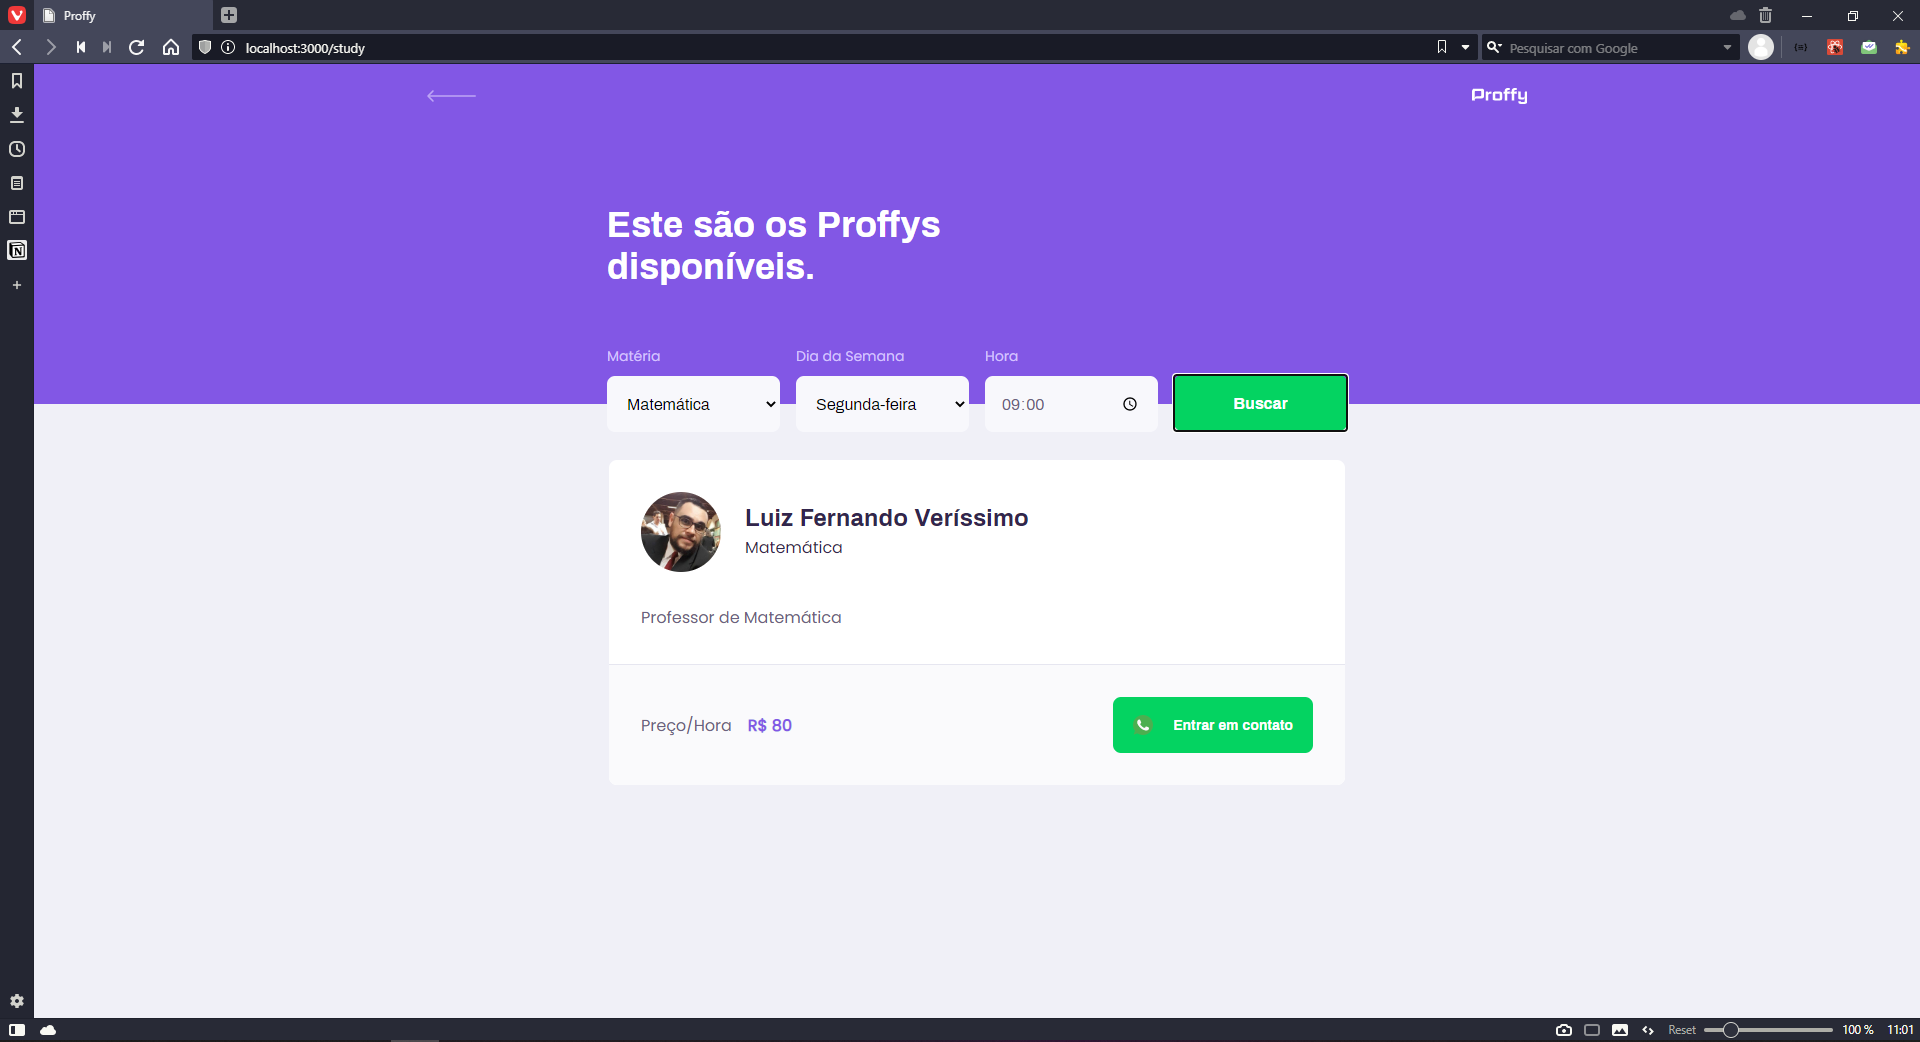 Proffy
localhost:3000/study
Pesquisar com Google
Proffy
Este são os Proffys
disponíveis.
Matéria
Dia da Semana
Hora
Matemática
Segunda-feira
09:00
Buscar
Luiz Fernando Veríssimo
Matemática
Professor de Matemática
Preço/Hora R$ 80
Entrar em contato
Reset
100 %
11:01